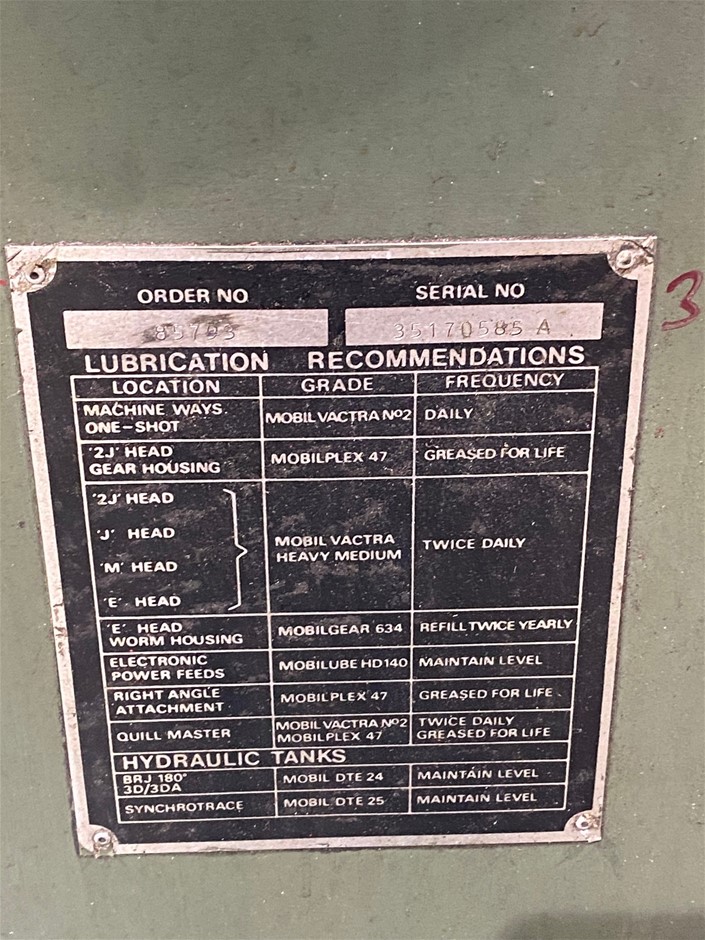 ORDER NO SERIAL NO
85793 35170585 A
LUBRICATION RECOMMENDATIONS
LOCATION GRADE FREQUENCY
MACHINE WAYS. ONE-SHOT MOBIL VACTRA Nº2 DAILY
'2J' HEAD GEAR HOUSING MOBILPLEX 47 GREASED FOR LIFE
'2J' HEAD
'J' HEAD
MOBIL VACTRA HEAVY MEDIUM TWICE DAILY
'M' HEAD
'E' HEAD
'E' HEAD WORM HOUSING MOBILGEAR 634 REFILL TWICE YEARLY
ELECTRONIC POWER FEEDS MOBILUBE HD140 MAINTAIN LEVEL
RIGHT ANGLE ATTACHMENT MOBILPLEX 47 GREASED FOR LIFE
QUILL MASTER MOBIL VACTRA Nº2 MOBILPLEX 47 TWICE DAILY GREASED FOR LIFE
HYDRAULIC TANKS
BRJ 180° 3D/3DA MOBIL DTE 24 MAINTAIN LEVEL
SYNCHROTRACE MOBIL DTE 25 MAINTAIN LEVEL
3